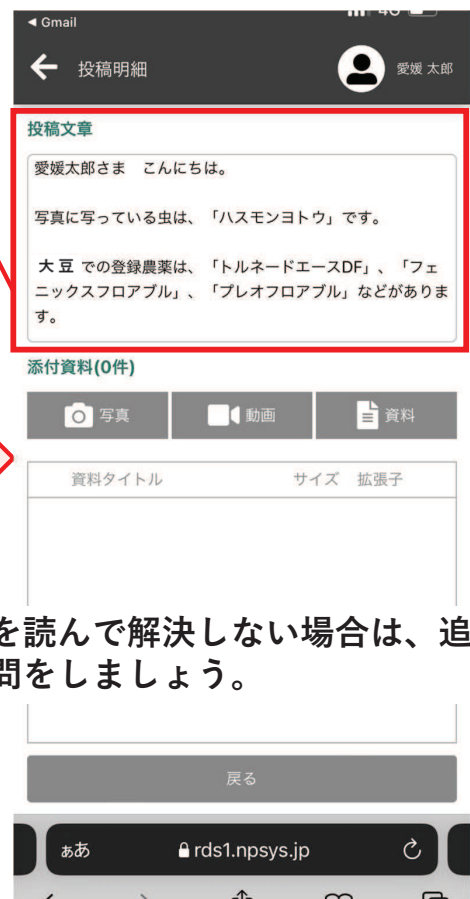 ◀ Gmail
4G
← 投稿明細
愛媛 太郎
投稿文章
愛媛太郎さま　こんにちは。
写真に写っている虫は、「ハスモンヨトウ」です。
大豆 での登録農薬は、「トルネードエースDF」、「フェ
ニックスフロアブル」、「プレオフロアブル」などがありま
す。
添付資料(0件)
写真
動画
資料
資料タイトル
サイズ
拡張子
を読んで解決しない場合は、追
問をしましょう。
戻る
ぁあ
rds1.npsys.jp